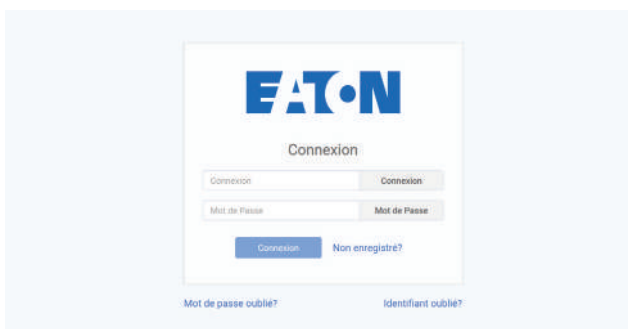 EATON
Connexion
Connexion Connexion
Mot de Passe Mot de Passe
Connexion Non enregistré?
Mot de passe oublié? Identifiant oublié?